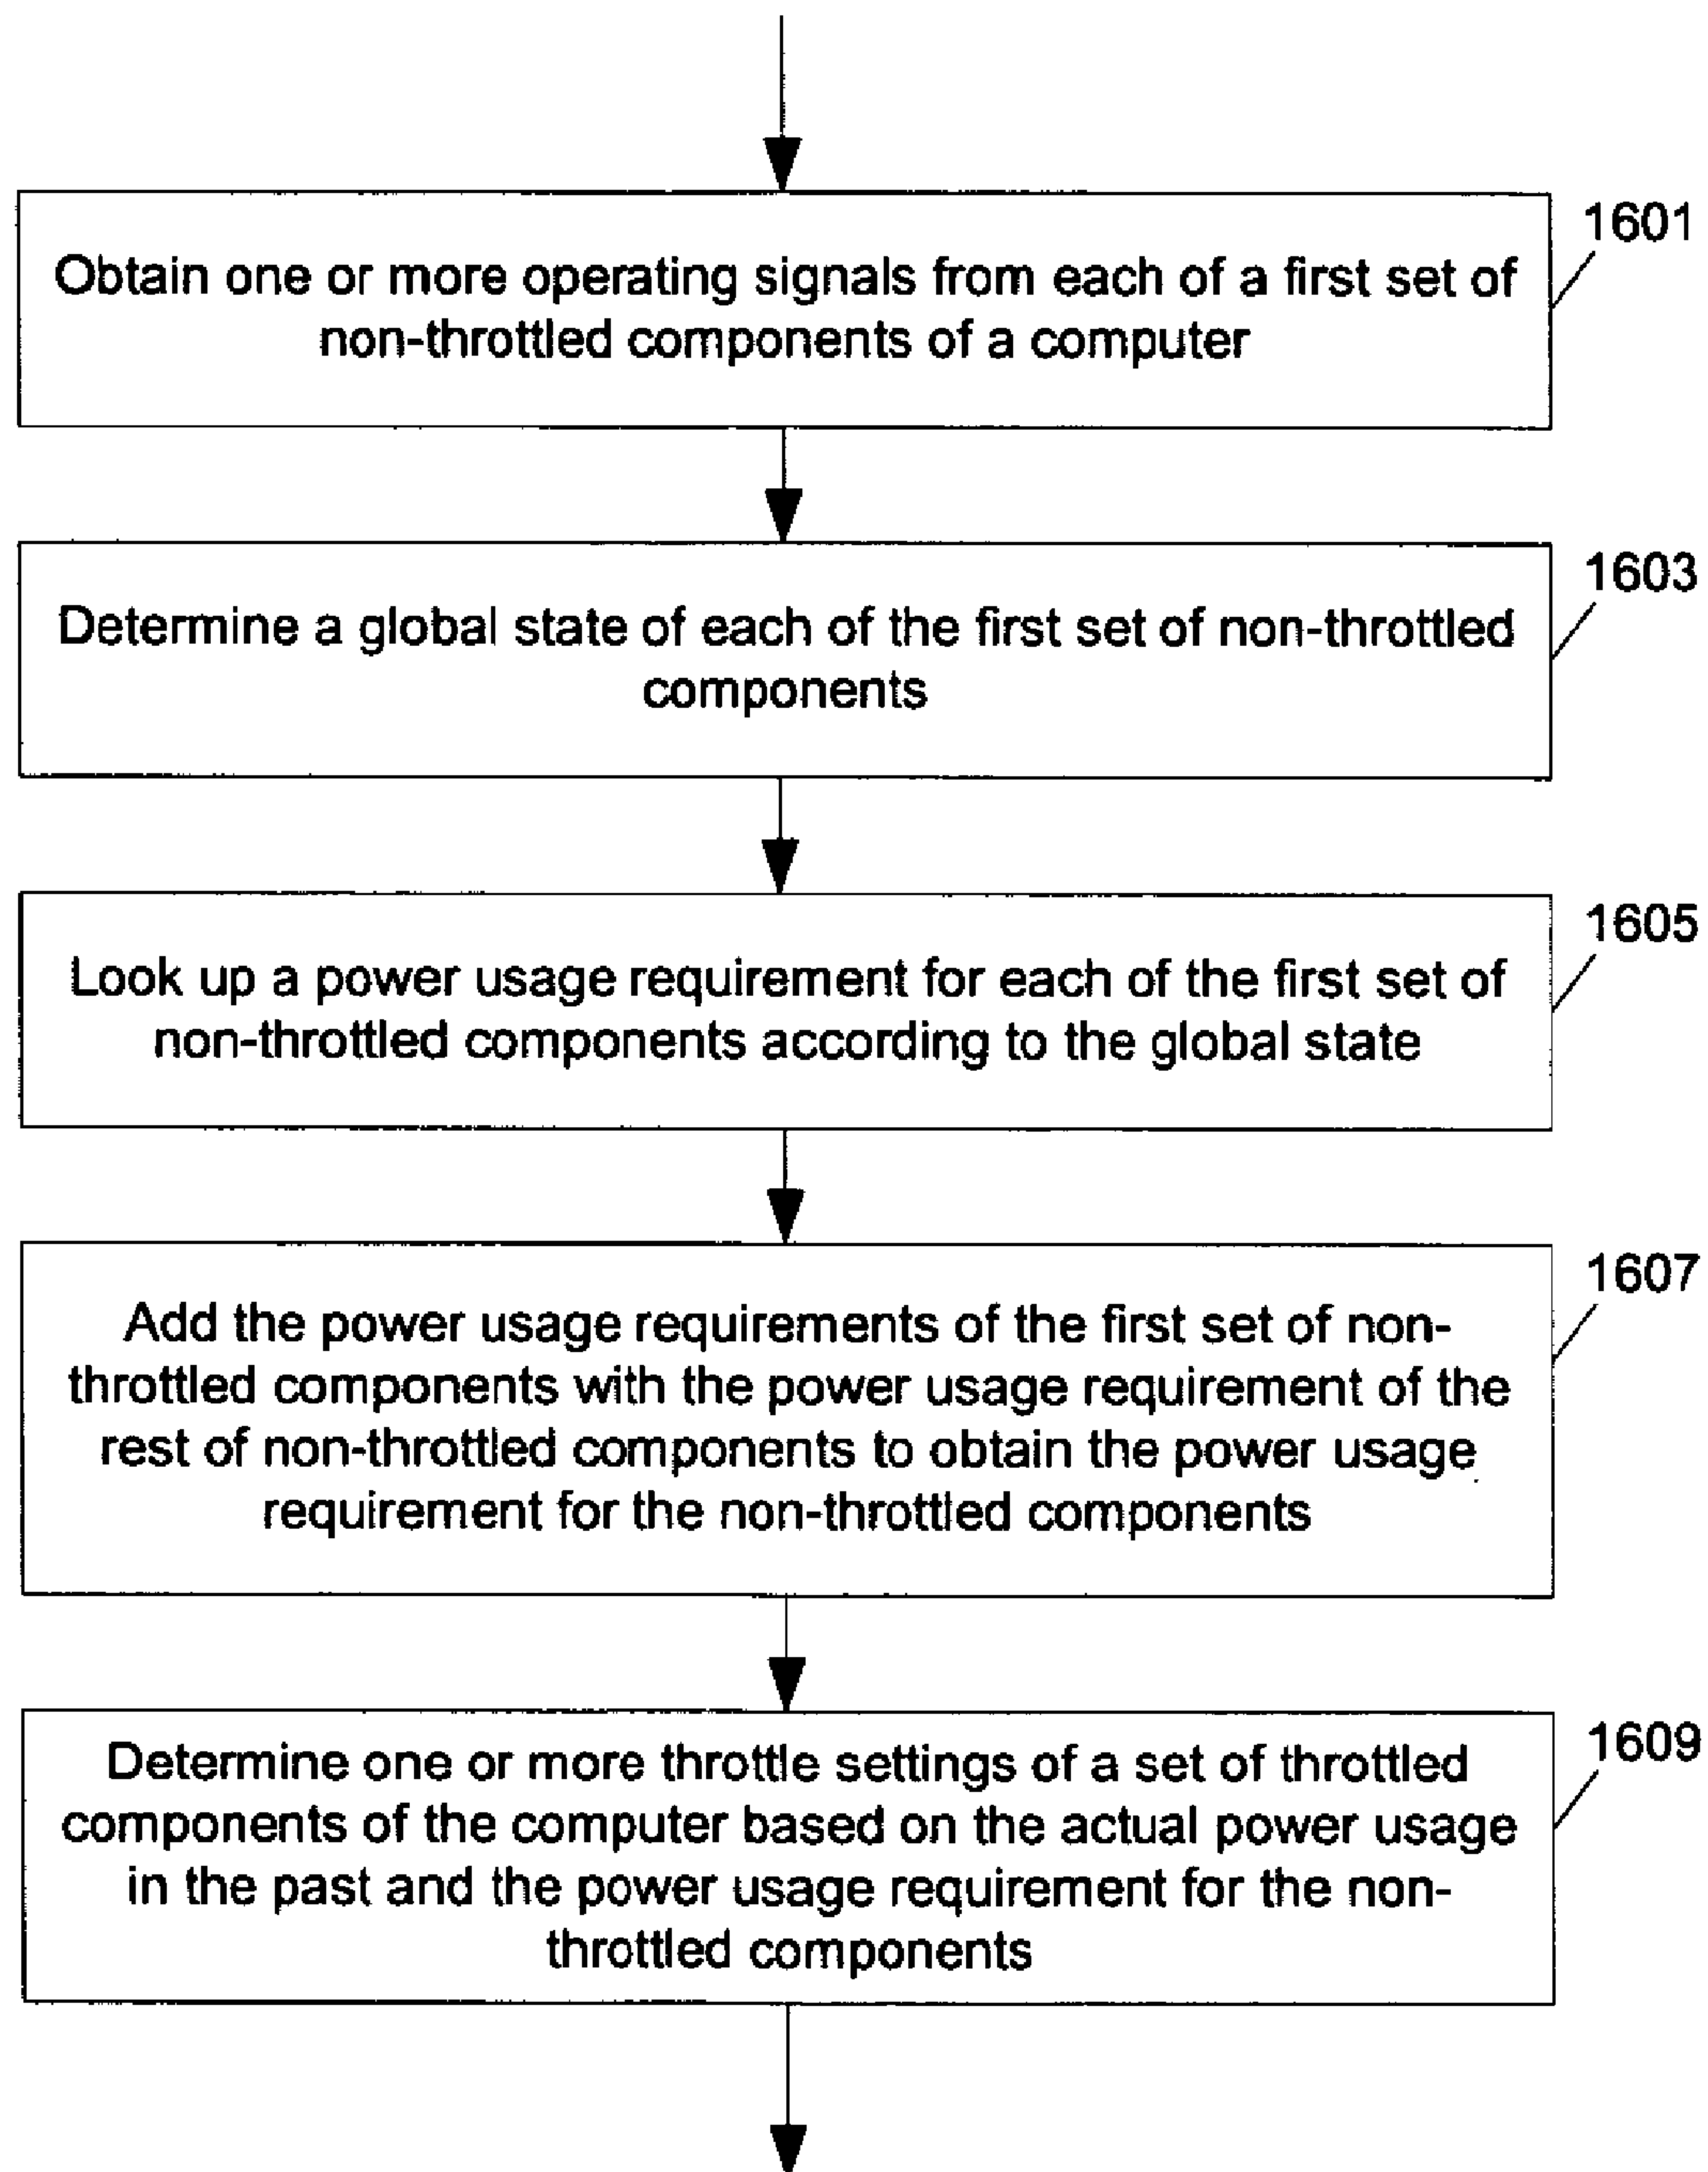 1601
Obtain one or more operating signals from each of a first set of
non-throttled components of a computer
1603
Determine a global state of each of the first set of non-throttled
components
1605
Look up a power usage requirement for each of the first set of
non-throttled components according to the global state
1607
Add the power usage requirements of the first set of non-
throttled components with the power usage requirement of the
rest of non-throttled components to obtain the power usage
requirement for the non-throttled components
1609
Determine one or more throttle settings of a set of throttled
components of the computer based on the actual power usage
in the past and the power usage requirement for the non-
throttled components